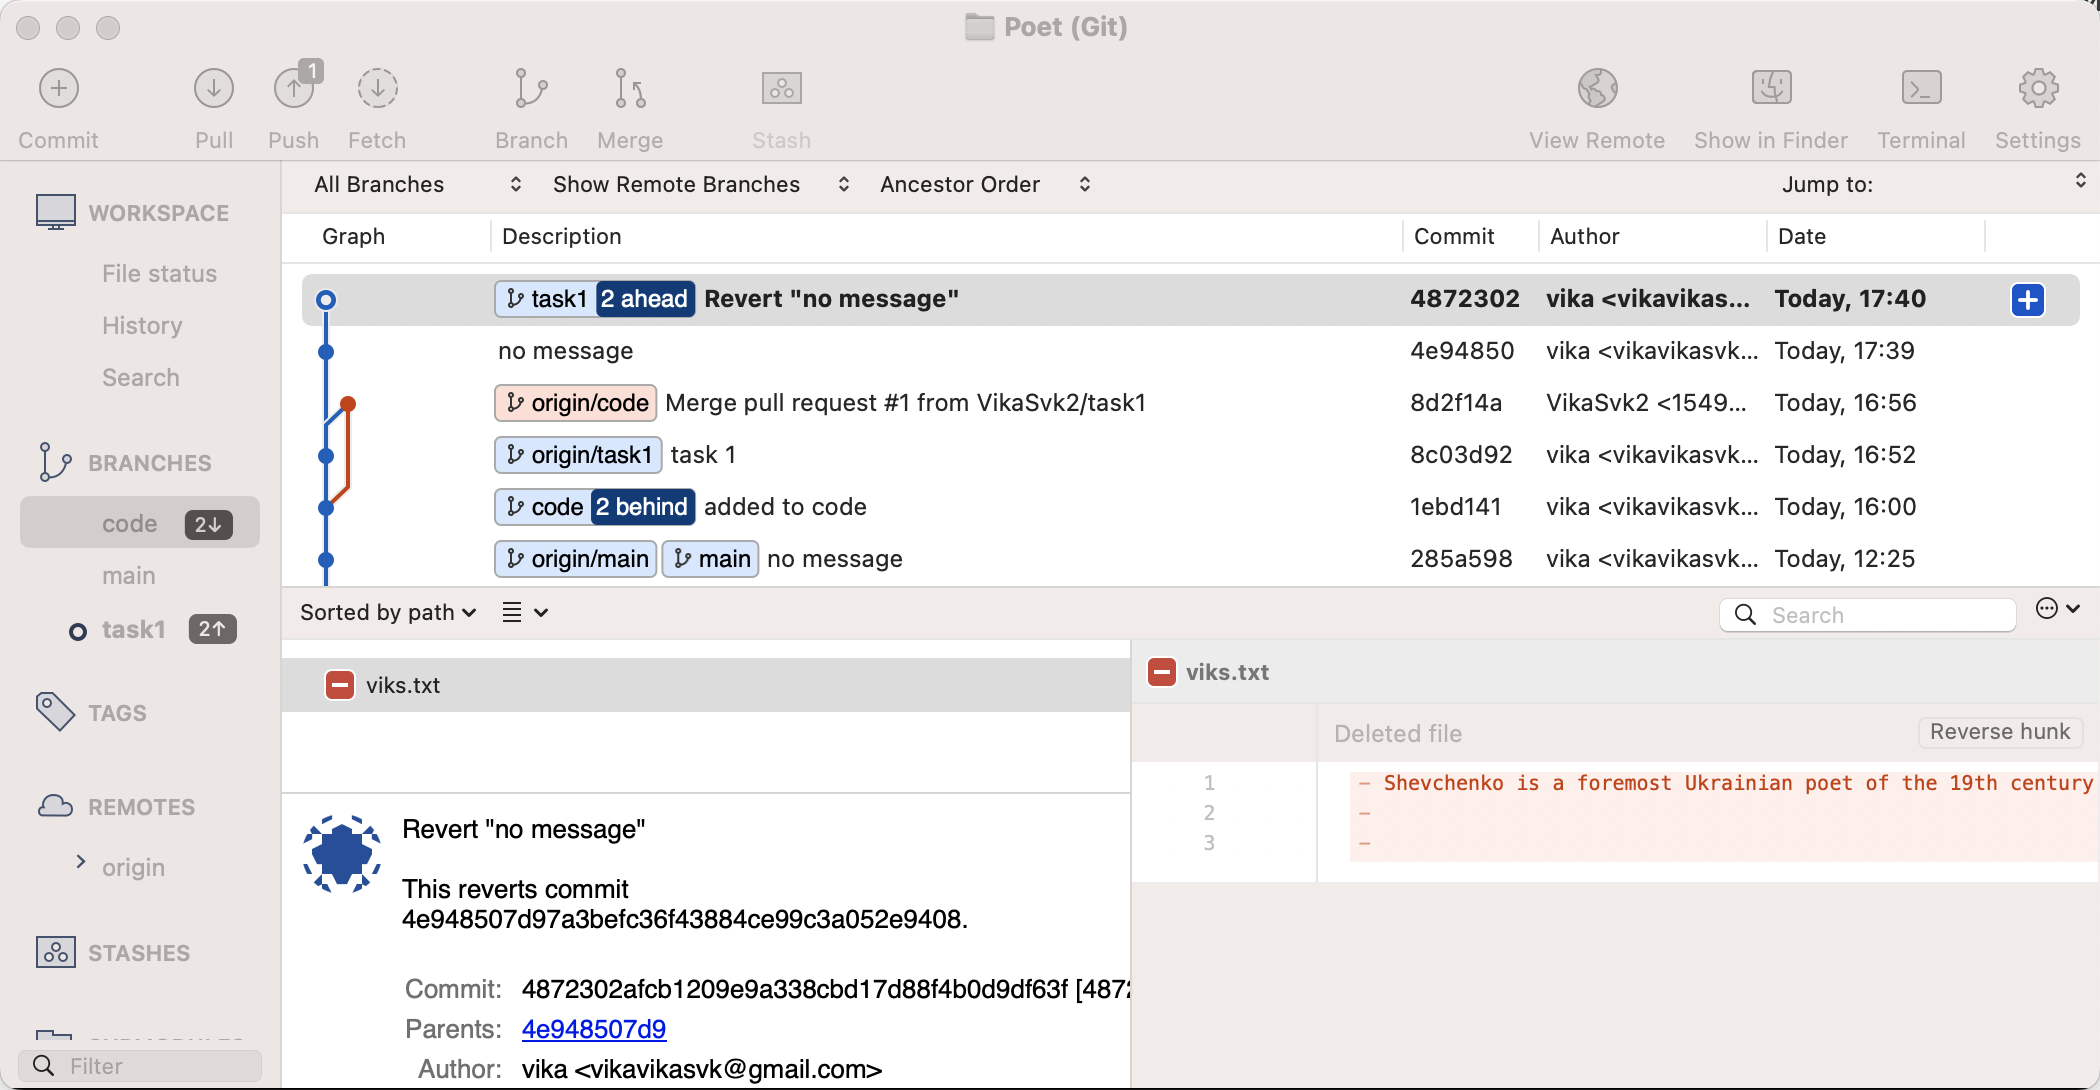 Poet (Git)
1
Commit Pull Push Fetch Branch Merge Stash View Remote Show in Finder Terminal Settings
All Branches Show Remote Branches Ancestor Order Jump to:
Graph Description Commit Author Date
task1 2 ahead Revert "no message" 4872302 vika <vikavikas... Today, 17:40
no message 4e94850 vika <vikavikasvk... Today, 17:39
origin/code Merge pull request #1 from VikaSvk2/task1 8d2f14a VikaSvk2 <1549... Today, 16:56
origin/task1 task 1 8c03d92 vika <vikavikasvk... Today, 16:52
code 2 behind added to code 1ebd141 vika <vikavikasvk... Today, 16:00
origin/main main no message 285a598 vika <vikavikasvk... Today, 12:25
WORKSPACE
File status
History
Search
BRANCHES
code 2↓
main
task1 2↑
TAGS
REMOTES
origin
STASHES
Filter
Sorted by path Search
viks.txt
Revert "no message"
This reverts commit
4e948507d97a3befc36f43884ce99c3a052e9408.
Commit: 4872302afcb1209e9a338cbd17d88f4b0d9df63f [487
Parents: 4e948507d9
Author: vika <vikavikasvk@gmail.com>
viks.txt
Deleted file Reverse hunk
1 - Shevchenko is a foremost Ukrainian poet of the 19th century
2 -
3 -